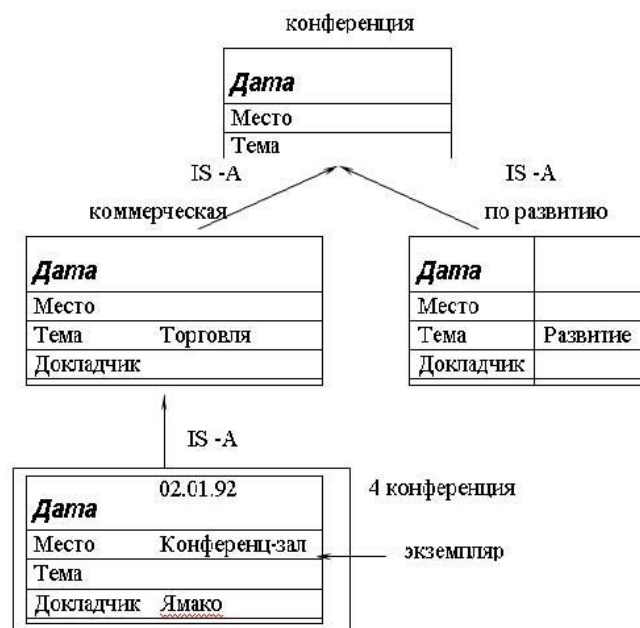 конференция
Дата
Место
Тема
IS -A IS -A
коммерческая по развитию
Дата Дата
Место Место
Тема Торговля Тема Развитие
Докладчик Докладчик
IS -A
02.01.92 4 конференция
Дата
Место Конференц-зал экземпляр
Тема
Докладчик Ямако